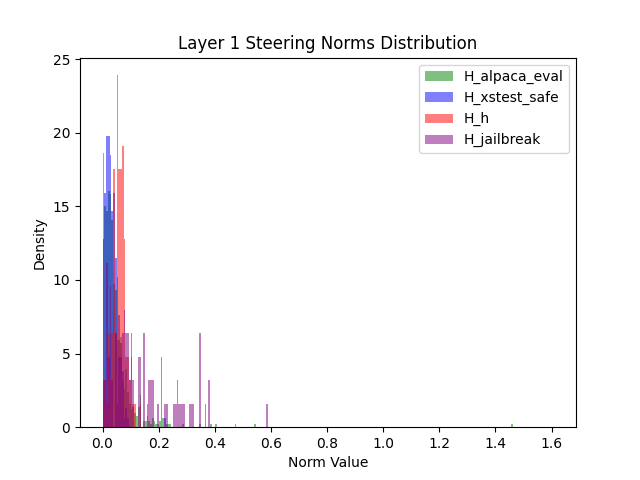 Layer 1 Steering Norms Distribution
25
20
15
10
5
0
Density
H_alpaca_eval
H_xstest_safe
H_h
H_jailbreak
0.0 0.2 0.4 0.6 0.8 1.0 1.2 1.4 1.6
Norm Value